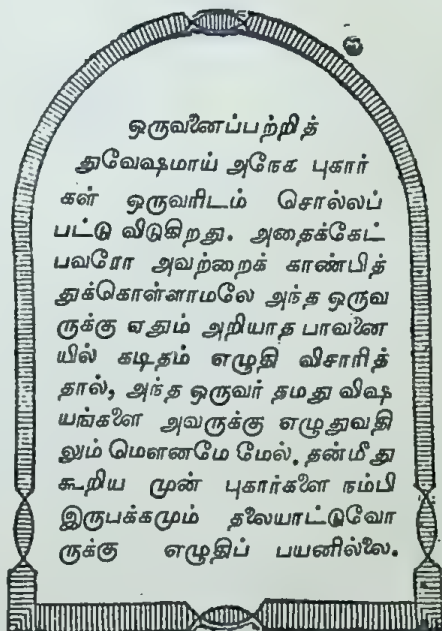 ஒருவனைப்பற்றித்
துவேஷமாய் அநேக புகார்
கள் ஒருவரிடம் சொல்லப்
பட்டு விடுகிறது. அதைக்கேட்
பவரோ அவற்றைக் காண்பித்
துக்கொள்ளாமலே அந்த ஒருவ
ருக்கு ஏதும் அறியாத பாவனை
யில் கடிதம் எழுதி விசாரித்
தால், அந்த ஒருவர் தமது விஷ
யங்களை அவருக்கு எழுதுவதி
லும் மௌனமே மேல். தன்மீது
கூறிய முன் புகார்களை நம்பி
இருபக்கமும் தலையாட்டுவோ
ருக்கு எழுதிப் பயனில்லை.